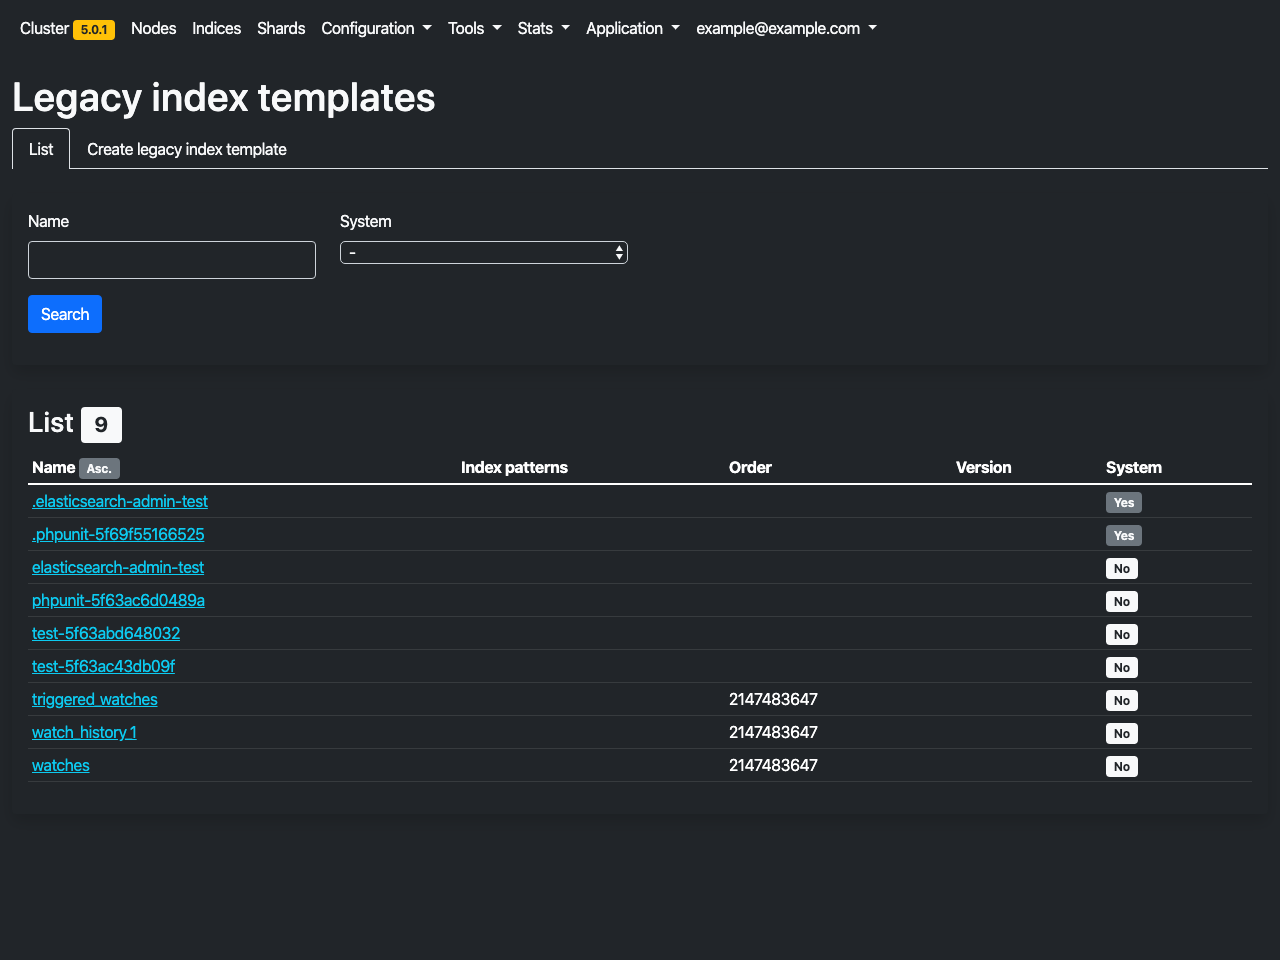 Cluster 5.0.1 Nodes Indices Shards Configuration Tools Stats Application example@example.com
Legacy index templates
List Create legacy index template
Name System
-
Search
List 9
Name Asc. Index patterns Order Version System
.elasticsearch-admin-test Yes
.phpunit-5f69f55166525 Yes
elasticsearch-admin-test No
phpunit-5f63ac6d0489a No
test-5f63abd648032 No
test-5f63ac43db09f No
triggered_watches 2147483647 No
watch_history_1 2147483647 No
watches 2147483647 No